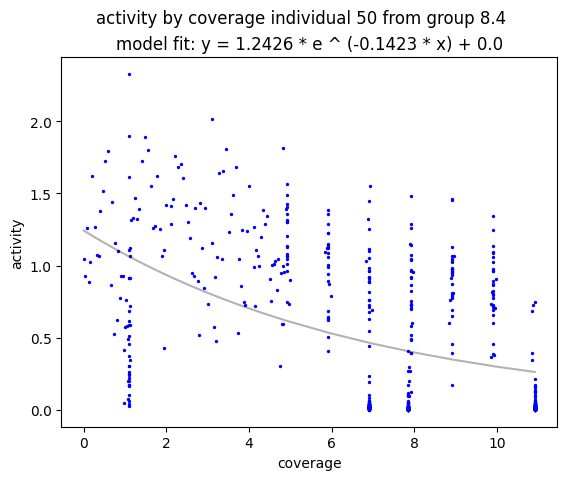 activity by coverage individual 50 from group 8.4
model fit: y = 1.2426 * e ^ (-0.1423 * x) + 0.0
2.0
1.5
1.0
0.5
0.0
activity
0 2 4 6 8 10
coverage